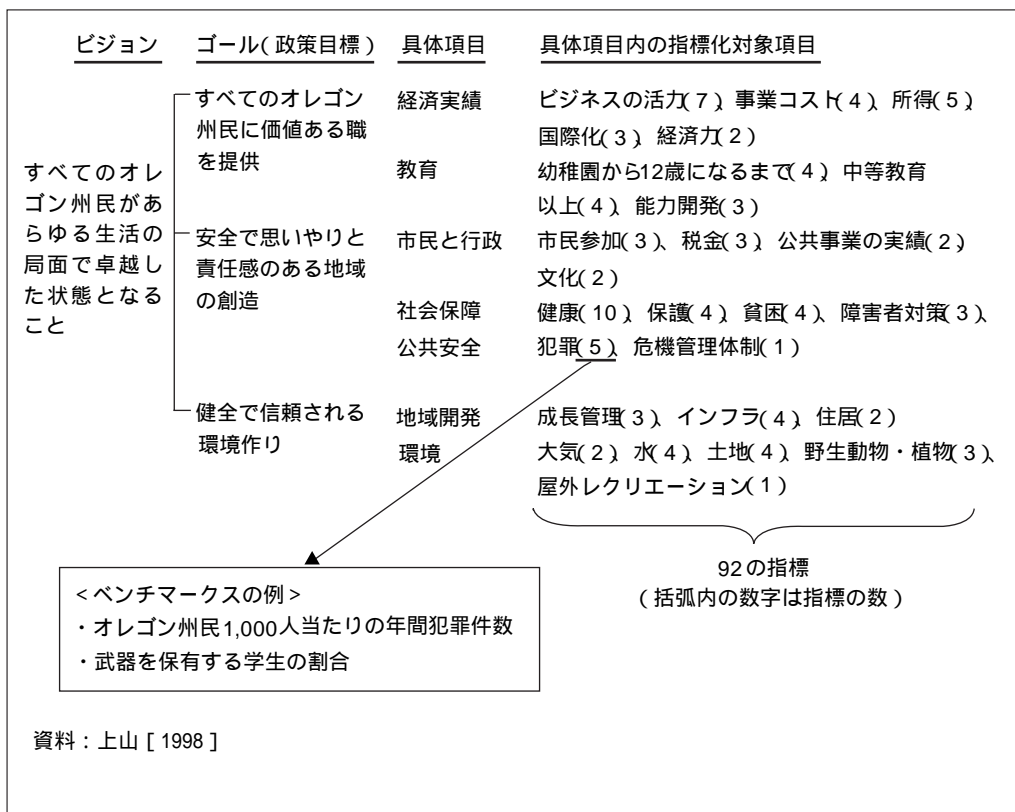 ビジョン ゴール(政策目標) 具体項目 具体項目内の指標化対象項目
すべてのオレゴン州民があらゆる生活の局面で卓越した状態となること
すべてのオレゴン
州民に価値ある職
を提供
経済実績
ビジネスの活力(7)、事業コスト(4)、所得(5)、
国際化(3)、経済力(2)
教育
幼稚園から12歳になるまで(4)、中等教育
以上(4)、能力開発(3)
安全で思いやりと
責任感のある地域
の創造
市民と行政
市民参加(3)、税金(3)、公共事業の実績(2)、
文化(2)
社会保障
健康(10)、保護(4)、貧困(4)、障害者対策(3)、
公共安全
犯罪(5)、危機管理体制(1)
健全で信頼される
環境作り
地域開発
成長管理(3)、インフラ(4)、住居(2)
環境
大気(2)、水(4)、土地(4)、野生動物・植物(3)、
屋外レクリエーション(1)
92の指標
(括弧内の数字は指標の数)
<ベンチマークスの例>
・オレゴン州民1,000人当たりの年間犯罪件数
・武器を保有する学生の割合
資料:上山[1998]